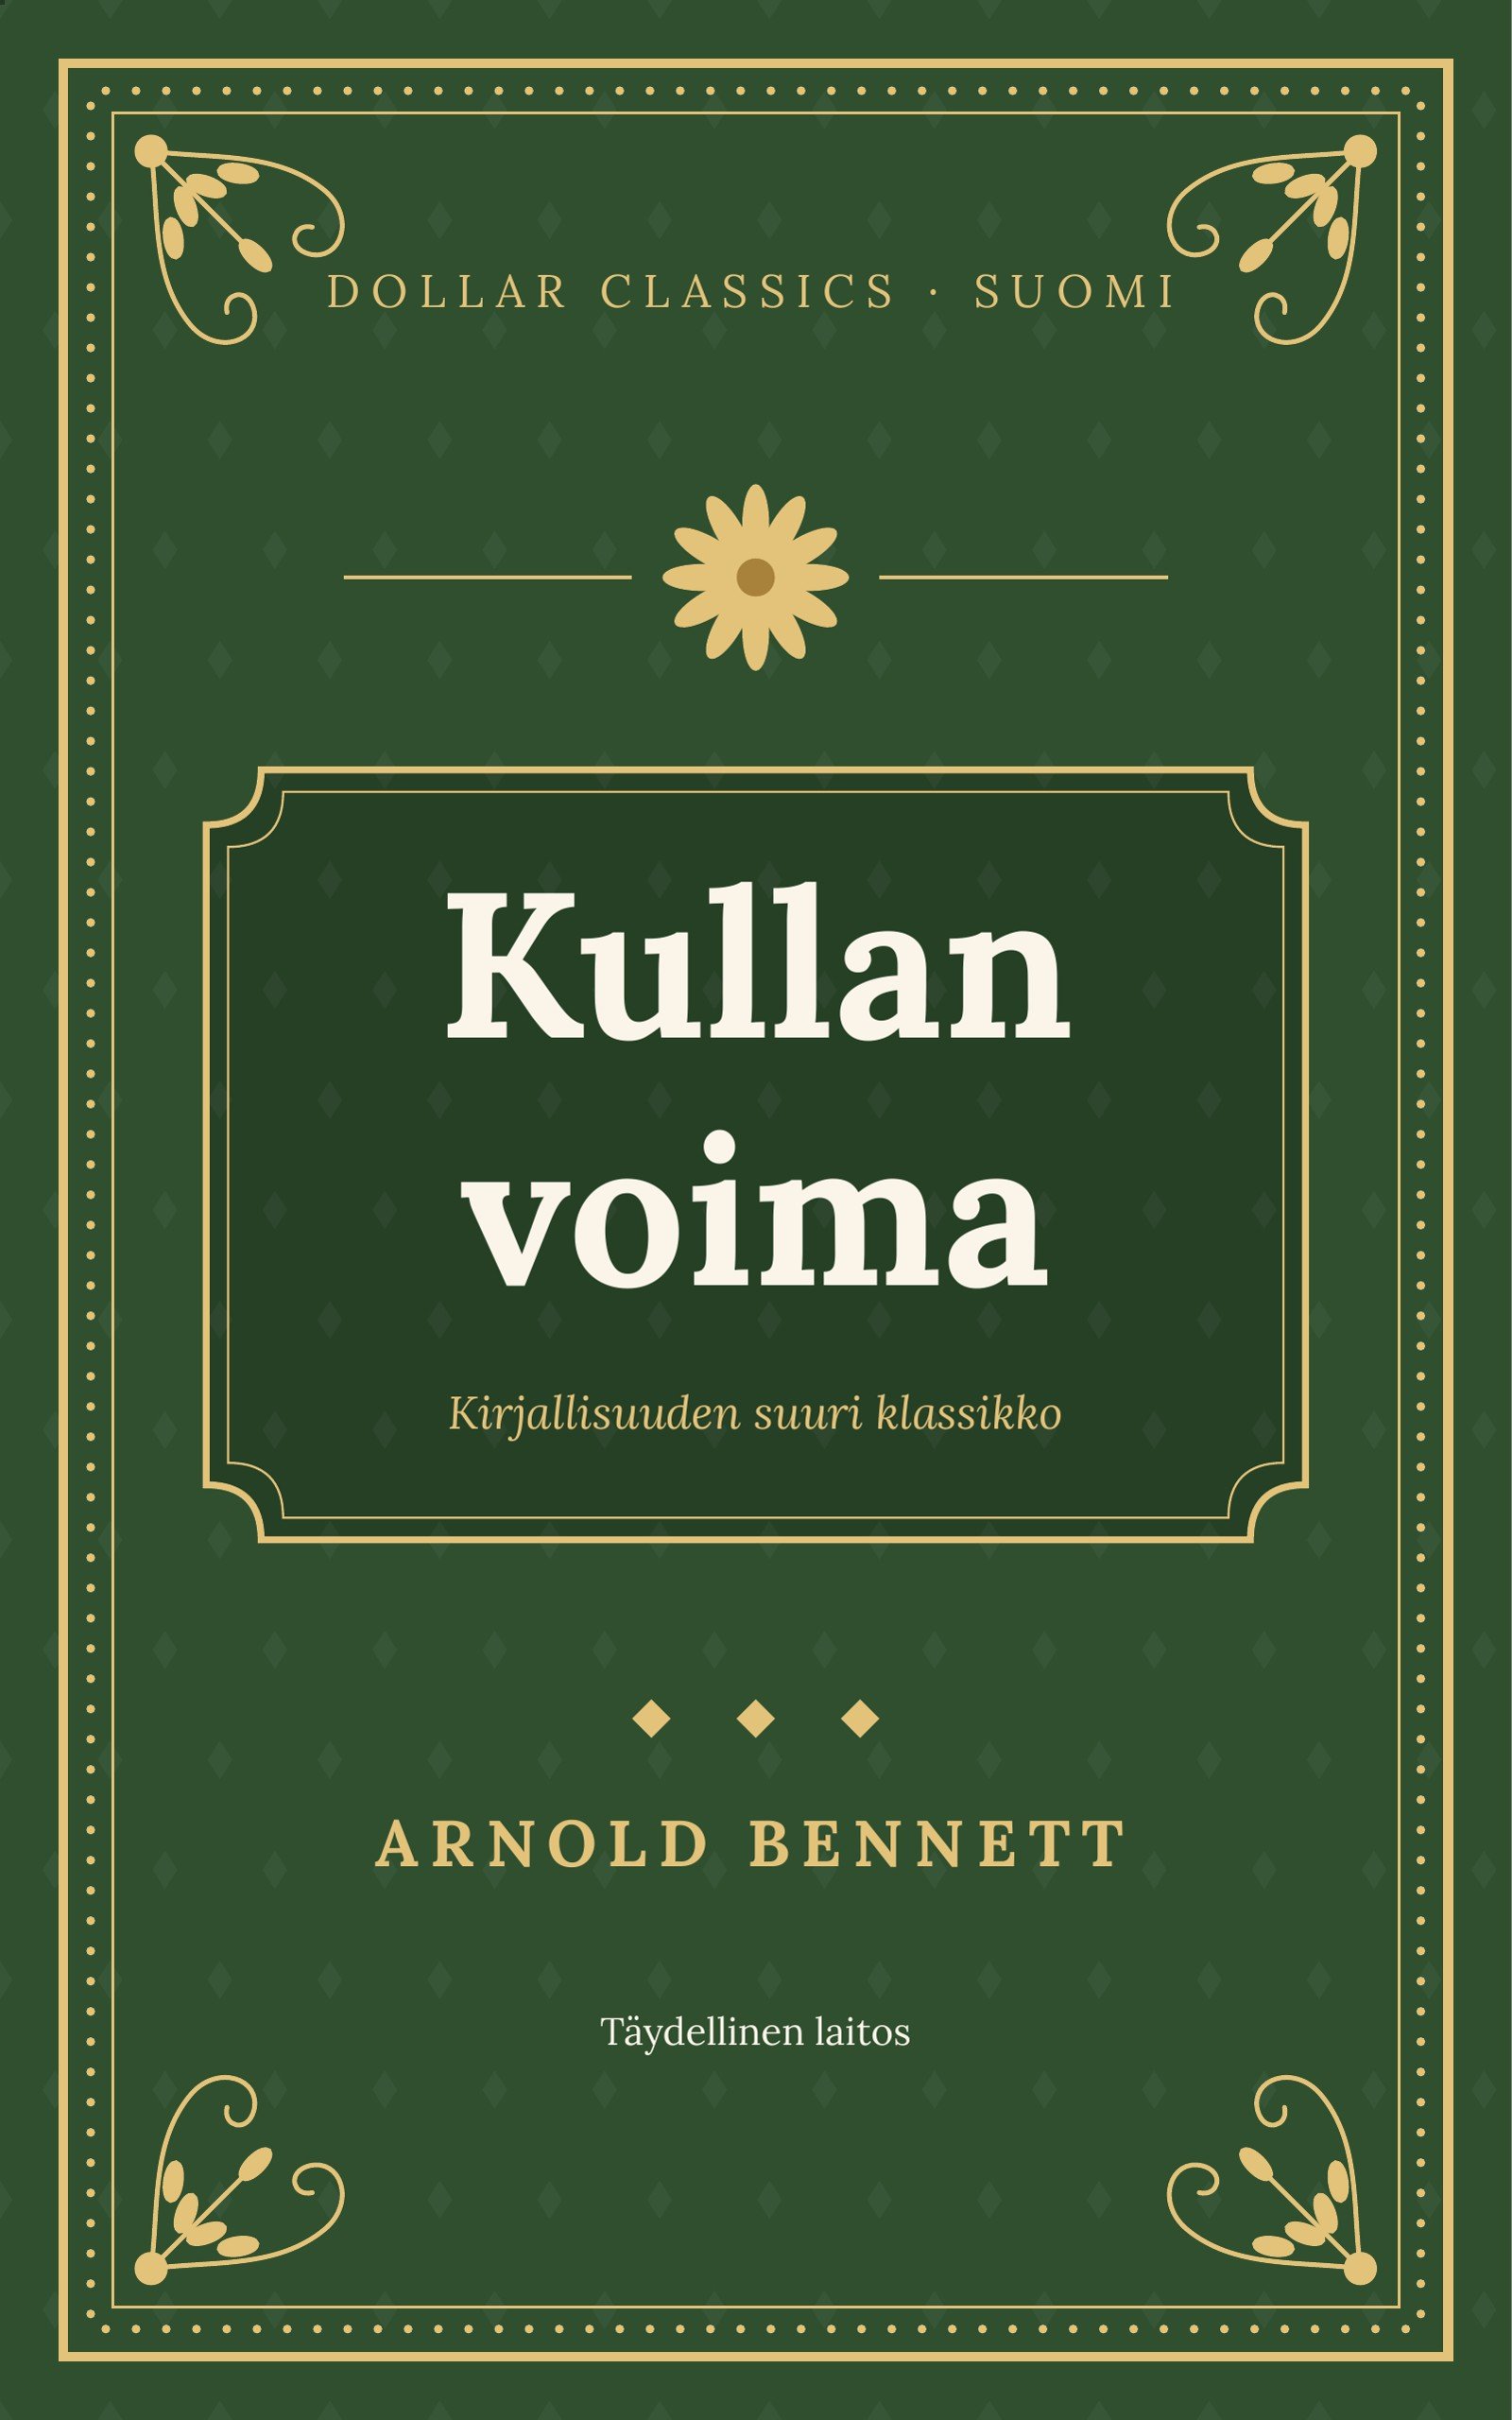 DOLLAR CLASSICS · SUOMI
Kullan
voima
Kirjallisuuden suuri klassikko
ARNOLD BENNETT
Täydellinen laitos